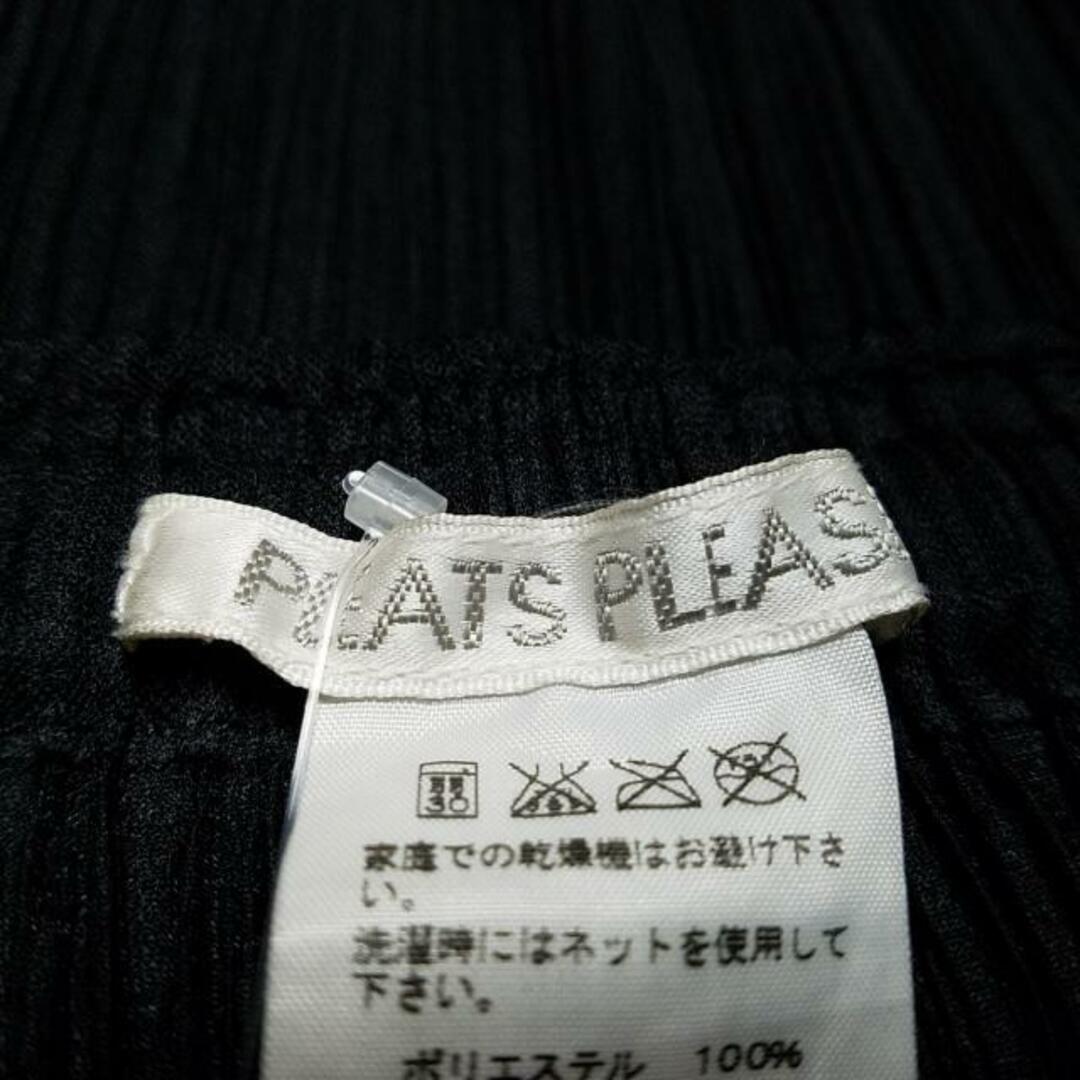 PLEATS PLEAS
弱
30
家庭での乾燥機はお避け下さ
い。
洗濯時にはネットを使用して
下さい。
ポリエステル 100%